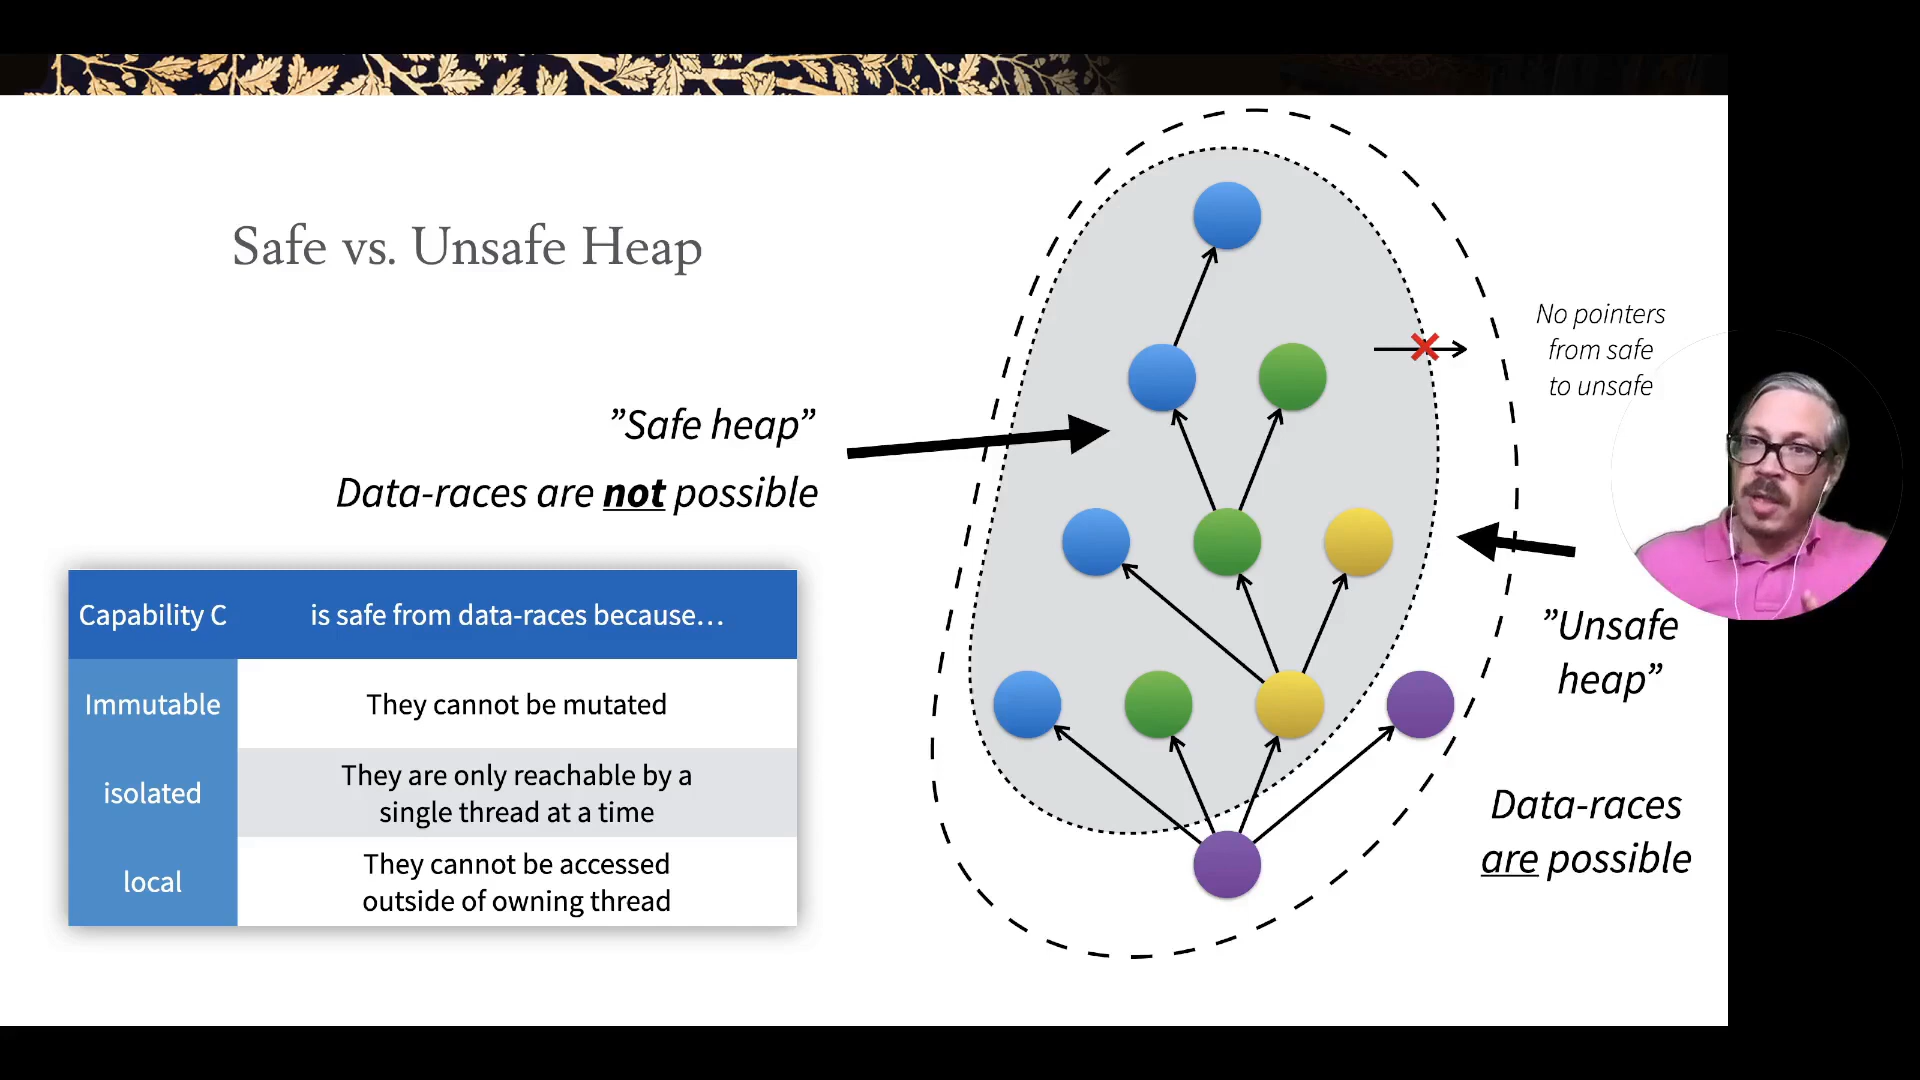 Safe vs. Unsafe Heap
”Safe heap”
Data-races are not possible
Capability C
is safe from data-races because…
Immutable
They cannot be mutated
isolated
They are only reachable by a
single thread at a time
local
They cannot be accessed
outside of owning thread
No pointers
from safe
to unsafe
”Unsafe
heap”
Data-races
are possible